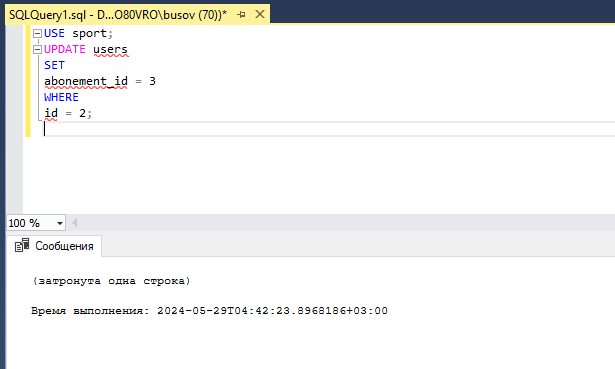 SQLQuery1.sql - D...O80VRO\busov (70))*
USE sport;
UPDATE users
SET
abonement_id = 3
WHERE
id = 2;
100 %
Сообщения
(затронута одна строка)
Время выполнения: 2024-05-29T04:42:23.8968186+03:00